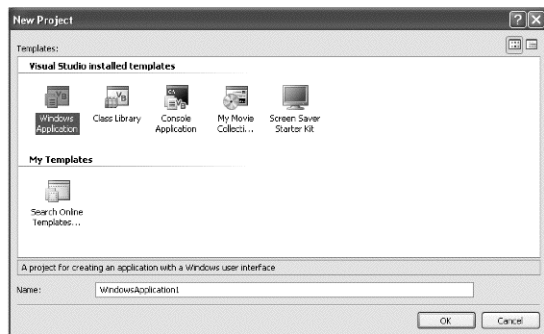 New Project
Templates:
Visual Studio installed templates
Windows Application
Class Library
Console Application
My Movie Collecti...
Screen Saver Starter Kit
My Templates
Search Online Templates...
A project for creating an application with a Windows user interface
Name:
WindowsApplication1
OK
Cancel